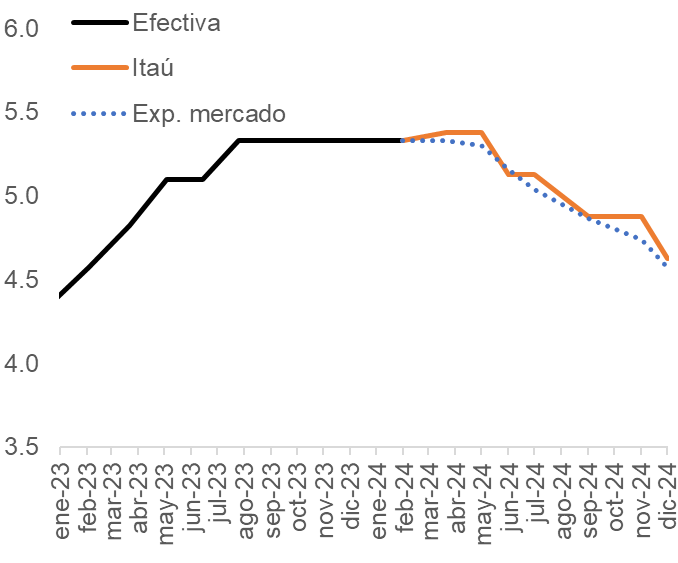 6.0
Efectiva
Itaú
5.5
Exp. mercado
5.0
4.5
4.0
3.5
ene-23
feb-23
mar-23
abr-23
may-23
jun-23
jul-23
ago-23
sep-23
oct-23
nov-23
dic-23
ene-24
feb-24
mar-24
abr-24
may-24
jun-24
jul-24
ago-24
sep-24
oct-24
nov-24
dic-24